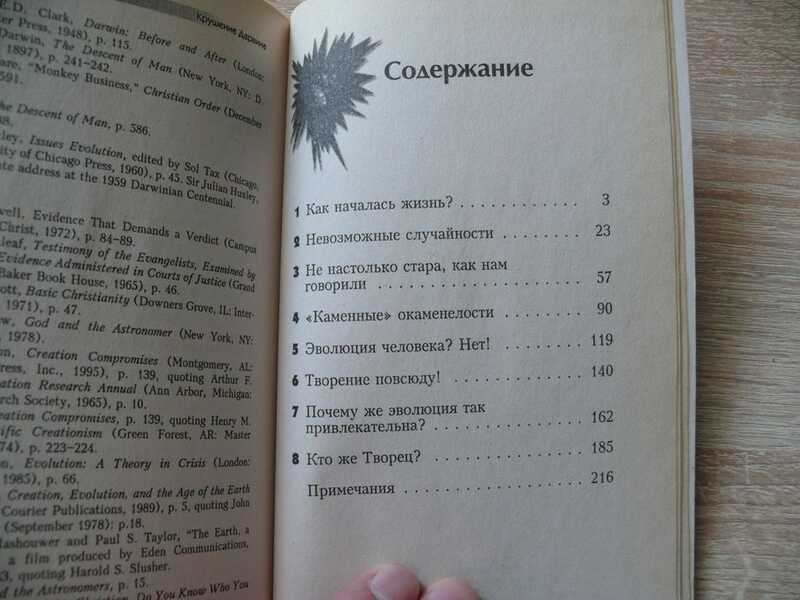 Крушение Дарвина
E.D. Clark, Darwin: Before and After (London:
Press, 1948), p. 115.
Darwin, The Descent of Man (New York, NY: D.
1897), p. 241–242.
"Monkey Business," Christian Order (December
591.
The Descent of Man, p. 586.
Issues Evolution, edited by Sol Tax (Chicago,
of Chicago Press, 1960), p. 45. Sir Julian Huxley,
address at the 1959 Darwinian Centennial.
Evidence That Demands a Verdict (Campus
Christ, 1972), p. 84–89.
Testimony of the Evangelists, Examined by
Evidence Administered in Courts of Justice (Grand
Baker Book House, 1965), p. 46.
Basic Christianity (Downers Grove, IL: Inter-
1971), p. 47.
God and the Astronomer (New York, NY:
1978).
Creation Compromises (Montgomery, AL:
Press, Inc., 1995), p. 139, quoting Arthur F.
Research Annual (Ann Arbor, Michigan:
Society, 1965), p. 10.
Compromises, p. 139, quoting Henry M.
Creationism (Green Forest, AR: Master
p. 223–224.
Evolution: A Theory in Crisis (London:
1985), p. 66.
Creation, Evolution, and the Age of the Earth
Courier Publications, 1989), p. 5, quoting John
(September 1978): p.18.
and Paul S. Taylor, "The Earth, a
a film produced by Eden Communications,
quoting Harold S. Slusher.
and the Astronomers, p. 15.
Do You Know Who You
Содержание
1 Как началась жизнь? . . . . . . . . . . . . 3
2 Невозможные случайности . . . . . . . . 23
3 Не настолько стара, как нам
говорили . . . . . . . . . . . . . . . . . . 57
4 «Каменные» окаменелости . . . . . . . . 90
5 Эволюция человека? Нет! . . . . . . . . 119
6 Творение повсюду! . . . . . . . . . . . . 140
7 Почему же эволюция так
привлекательна? . . . . . . . . . . . . . 162
8 Кто же Творец? . . . . . . . . . . . . . . 185
Примечания . . . . . . . . . . . . . . . . 216